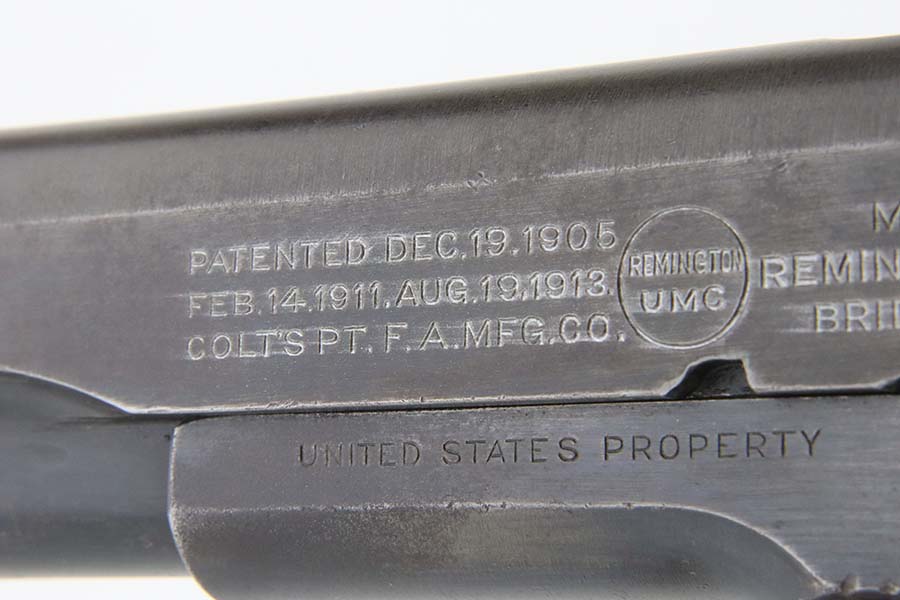 PATENTED DEC.19.1905
FEB.14.1911.AUG.19.1913.
COLT'S PT. F. A. MFG. CO.
REMINGTON
UMC
UNITED STATES PROPERTY